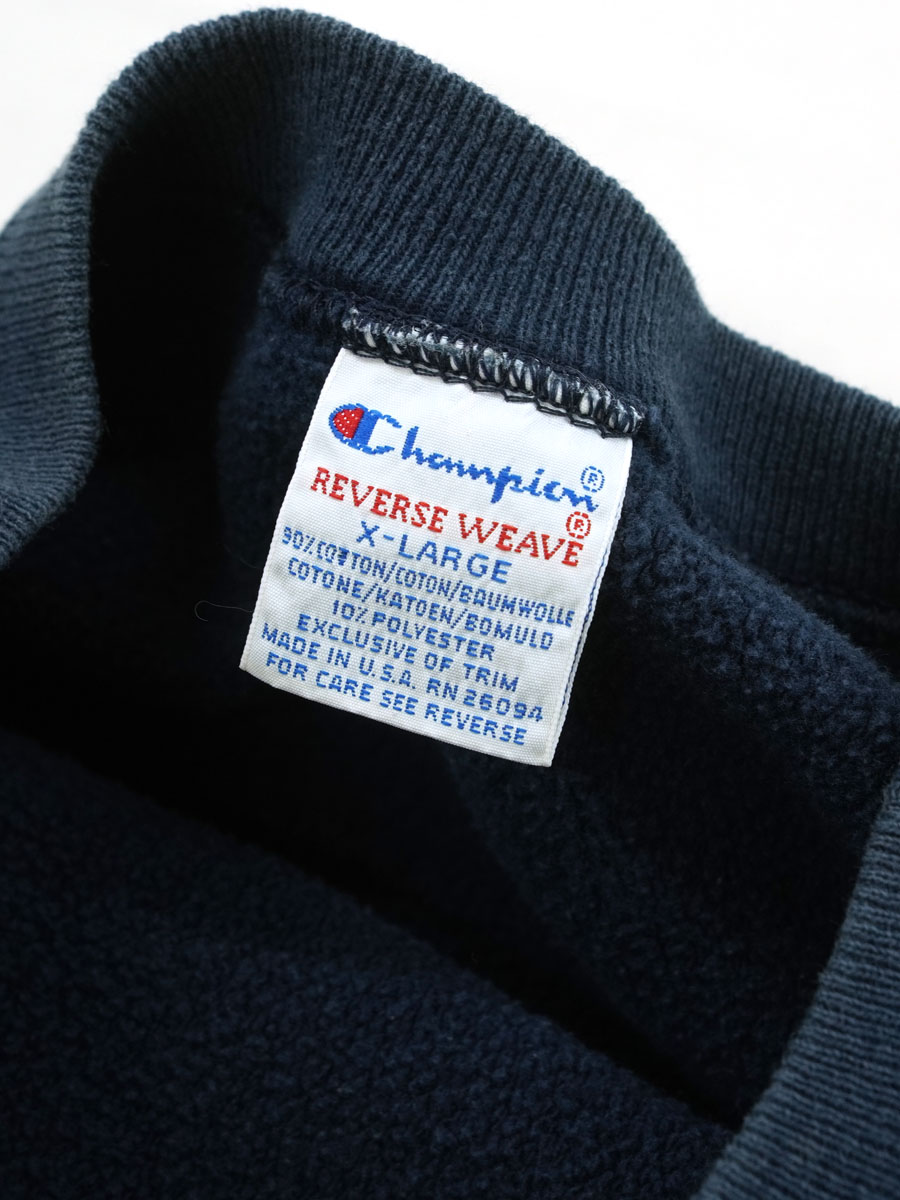 Champion®
REVERSE WEAVE®
X-LARGE
90% COTTON/COTON/BAUMWOLLE
COTONE/KATOEN/BOMULD
10% POLYESTER
EXCLUSIVE OF TRIM
MADE IN U.S.A. RN 26094
FOR CARE SEE REVERSE